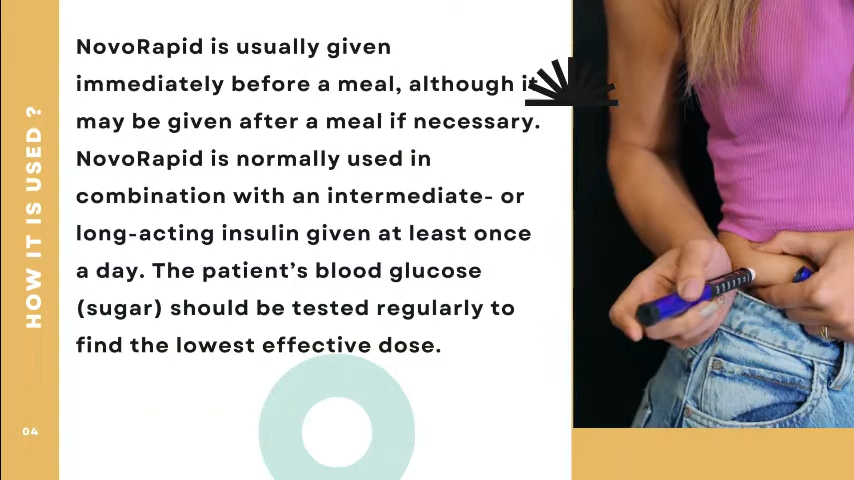 HOW IT IS USED ?
04
NovoRapid is usually given
immediately before a meal, although it
may be given after a meal if necessary.
NovoRapid is normally used in
combination with an intermediate- or
long-acting insulin given at least once
a day. The patient’s blood glucose
(sugar) should be tested regularly to
find the lowest effective dose.